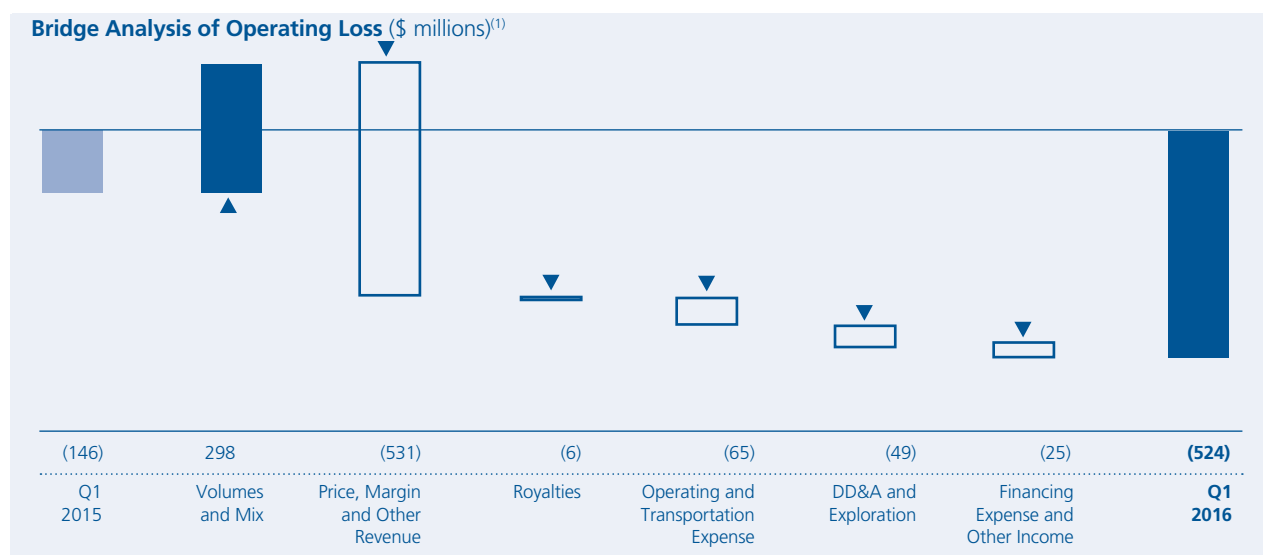 Bridge Analysis of Operating Loss ($ millions)(1)
(146) 298 (531) (6) (65) (49) (25) (524)
Q1 Volumes Price, Margin Royalties Operating and DD&A and Financing Q1
2015 and Mix and Other Transportation Exploration Expense and 2016
Revenue Expense Other Income